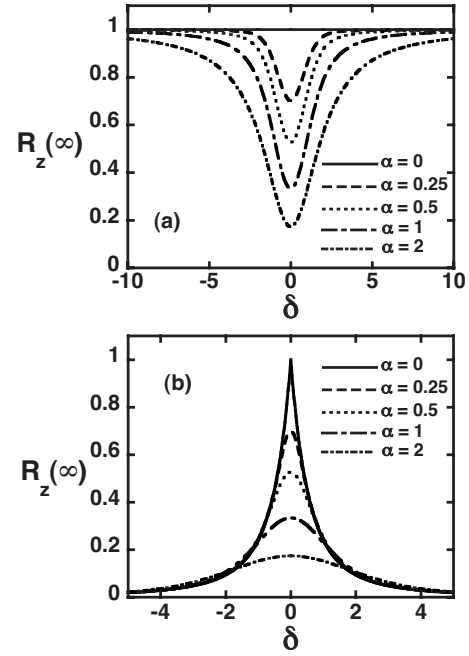 1
0.8
0.6
0.4
0.2
0
R_z(∞)
(a)
α = 0
α = 0.25
α = 0.5
α = 1
α = 2
-10 -5 0 5 10
δ
1
0.8
0.6
0.4
0.2
0
R_z(∞)
(b)
α = 0
α = 0.25
α = 0.5
α = 1
α = 2
-4 -2 0 2 4
δ